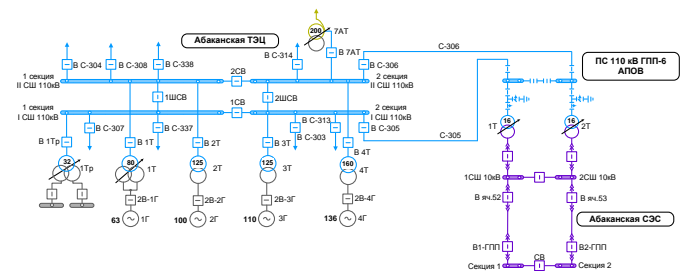 200
7АТ
Абаканская ТЭЦ
В 7АТ
С-306
В С-304
В С-308
В С-338
В С-314
В С-306
ПС 110 кВ ГПП-6
АПОВ
1 секция
II СШ 110кВ
2СВ
2 секция
II СШ 110кВ
1ШСВ
2ШСВ
1 секция
I СШ 110кВ
1СВ
2 секция
I СШ 110кВ
В С-307
В С-337
В С-313
В С-303
В С-305
С-305
1Т
16
16
2Т
В 1Тр
В 1Т
В 2Т
В 3Т
В 4Т
32
1Тр
80
1Т
125
2Т
125
3Т
160
4Т
1СШ 10кВ
2СШ 10кВ
В яч.52
В яч.53
2В-1Г
2В-2Г
2В-3Г
2В-4Г
Абаканская СЭС
63
1Г
100
2Г
110
3Г
136
4Г
В1-ГПП
В2-ГПП
Секция 1
СВ
Секция 2